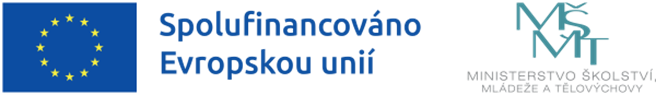 Spolufinancováno
Evropskou unií
MŠ
MT
MINISTERSTVO ŠKOLSTVÍ,
MLÁDEŽE A TĚLOVÝCHOVY